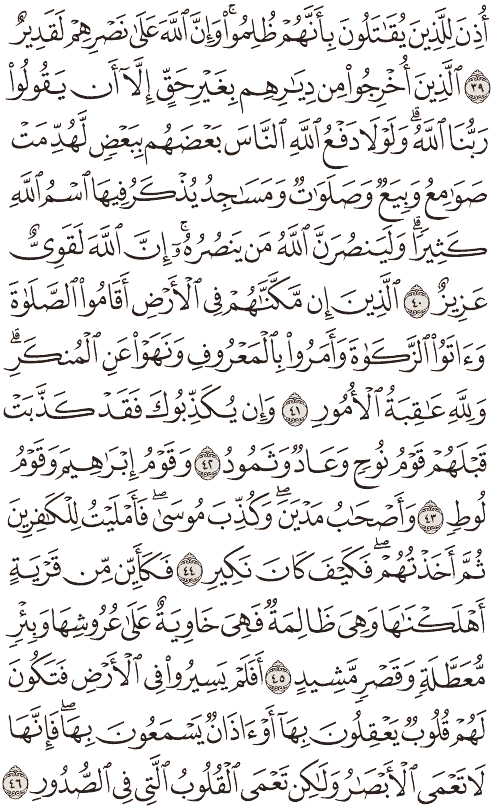 أُذِنَ لِلَّذِينَ يُقَٰتَلُونَ بِأَنَّهُمْ ظُلِمُوا۟ ۚ وَإِنَّ ٱللَّهَ عَلَىٰ نَصْرِهِمْ لَقَدِيرٌ
٣٩ ٱلَّذِينَ أُخْرِجُوا۟ مِن دِيَٰرِهِم بِغَيْرِ حَقٍّ إِلَّآ أَن يَقُولُوا۟
رَبُّنَا ٱللَّهُ ۗ وَلَوْلَا دَفْعُ ٱللَّهِ ٱلنَّاسَ بَعْضَهُم بِبَعْضٍ لَّهُدِّمَتْ
صَوَٰمِعُ وَبِيَعٌ وَصَلَوَٰتٌ وَمَسَٰجِدُ يُذْكَرُ فِيهَا ٱسْمُ ٱللَّهِ
كَثِيرًا ۗ وَلَيَنصُرَنَّ ٱللَّهُ مَن يَنصُرُهُۥٓ ۚ إِنَّ ٱللَّهَ لَقَوِىٌّ
عَزِيزٌ ٤٠ ٱلَّذِينَ إِن مَّكَّنَّٰهُمْ فِى ٱلْأَرْضِ أَقَامُوا۟ ٱلصَّلَوٰةَ
وَءَاتَوُا۟ ٱلزَّكَوٰةَ وَأَمَرُوا۟ بِٱلْمَعْرُوفِ وَنَهَوْا۟ عَنِ ٱلْمُنكَرِ ۗ
وَلِلَّهِ عَٰقِبَةُ ٱلْأُمُورِ ٤١ وَإِن يُكَذِّبُوكَ فَقَدْ كَذَّبَتْ
قَبْلَهُمْ قَوْمُ نُوحٍ وَعَادٌ وَثَمُودُ ٤٢ وَقَوْمُ إِبْرَٰهِيمَ وَقَوْمُ
لُوطٍ ٤٣ وَأَصْحَٰبُ مَدْيَنَ ۖ وَكُذِّبَ مُوسَىٰ فَأَمْلَيْتُ لِلْكَٰفِرِينَ
ثُمَّ أَخَذْتُهُمْ ۖ فَكَيْفَ كَانَ نَكِيرِ ٤٤ فَكَأَيِّن مِّن قَرْيَةٍ
أَهْلَكْنَٰهَا وَهِىَ ظَالِمَةٌ فَهِىَ خَاوِيَةٌ عَلَىٰ عُرُوشِهَا وَبِئْرٍ
مُّعَطَّلَةٍ وَقَصْرٍ مَّشِيدٍ ٤٥ أَفَلَمْ يَسِيرُوا۟ فِى ٱلْأَرْضِ فَتَكُونَ
لَهُمْ قُلُوبٌ يَعْقِلُونَ بِهَآ أَوْ ءَاذَانٌ يَسْمَعُونَ بِهَا ۖ فَإِنَّهَا
لَا تَعْمَى ٱلْأَبْصَٰرُ وَلَٰكِن تَعْمَى ٱلْقُلُوبُ ٱلَّتِى فِى ٱلصُّدُورِ ٤٦